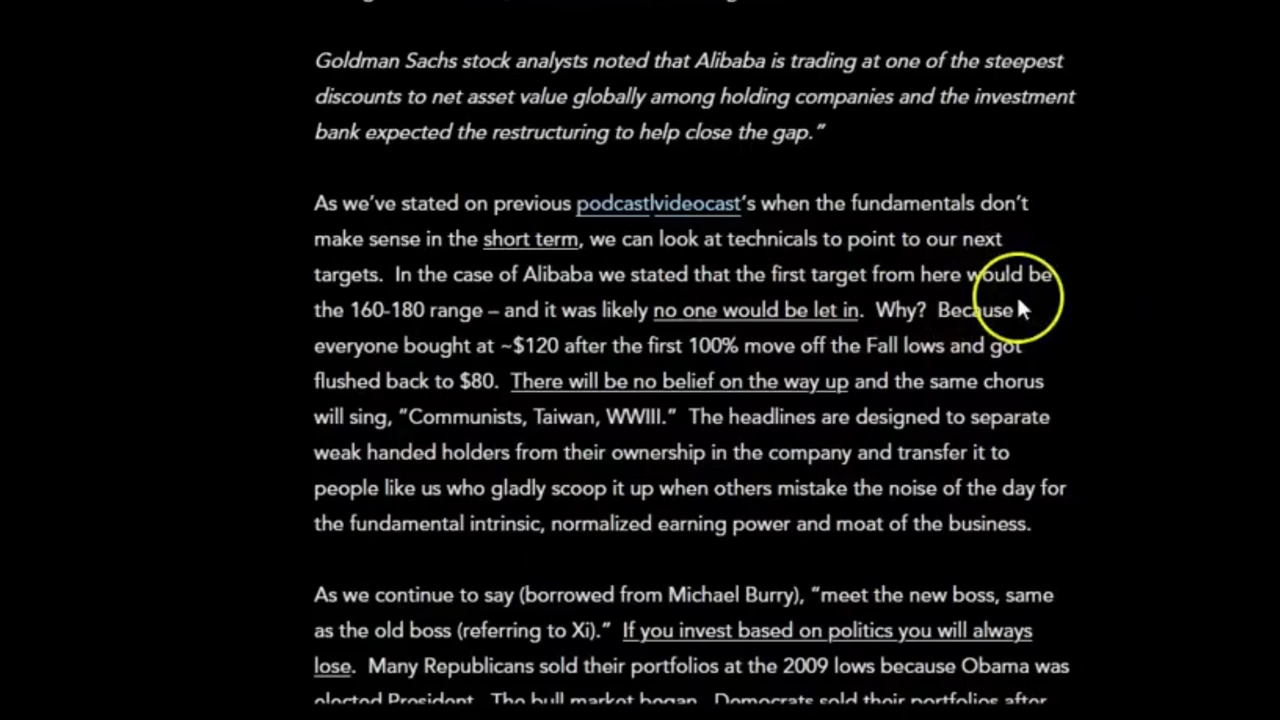 Goldman Sachs stock analysts noted that Alibaba is trading at one of the steepest
discounts to net asset value globally among holding companies and the investment
bank expected the restructuring to help close the gap.”
As we’ve stated on previous podcast|videocast’s when the fundamentals don’t
make sense in the short term, we can look at technicals to point to our next
targets. In the case of Alibaba we stated that the first target from here would be
the 160-180 range – and it was likely no one would be let in. Why? Because
everyone bought at ~$120 after the first 100% move off the Fall lows and got
flushed back to $80. There will be no belief on the way up and the same chorus
will sing, “Communists, Taiwan, WWIII.” The headlines are designed to separate
weak handed holders from their ownership in the company and transfer it to
people like us who gladly scoop it up when others mistake the noise of the day for
the fundamental intrinsic, normalized earning power and moat of the business.
As we continue to say (borrowed from Michael Burry), “meet the new boss, same
as the old boss (referring to Xi).” If you invest based on politics you will always
lose. Many Republicans sold their portfolios at the 2009 lows because Obama was
elected President. The bull market began. Democrats sold their portfolios after